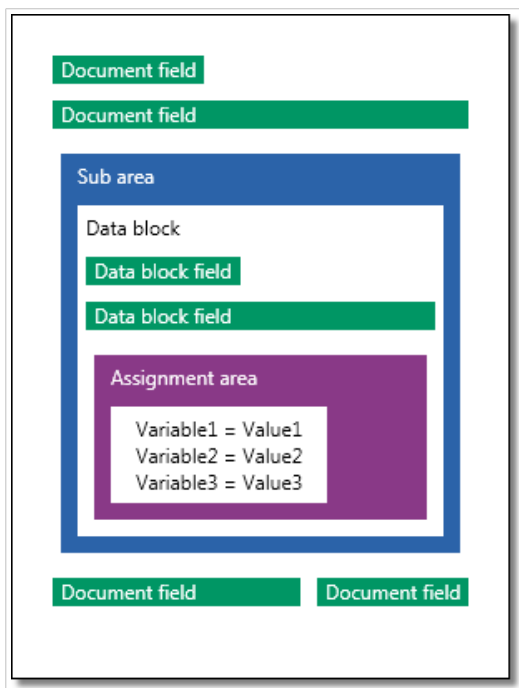 Document field
Document field
Sub area
Data block
Data block field
Data block field
Assignment area
Variable1 = Value1
Variable2 = Value2
Variable3 = Value3
Document field Document field